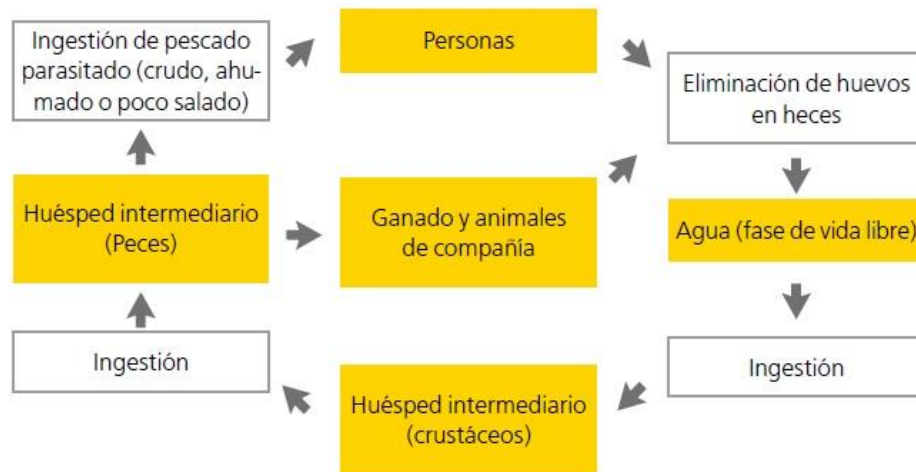 Ingestión de pescado
parasitado (crudo, ahu-
mado o poco salado)
Personas
Eliminación de huevos
en heces
Huésped intermediario
(Peces)
Ganado y animales
de compañía
Agua (fase de vida libre)
Ingestión
Huésped intermediario
(crustáceos)
Ingestión